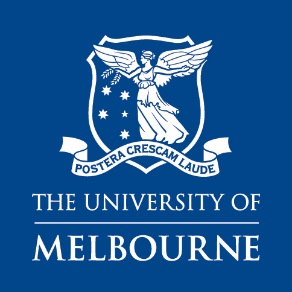 POSTERA CRESCAM LAUDE
THE UNIVERSITY OF
MELBOURNE